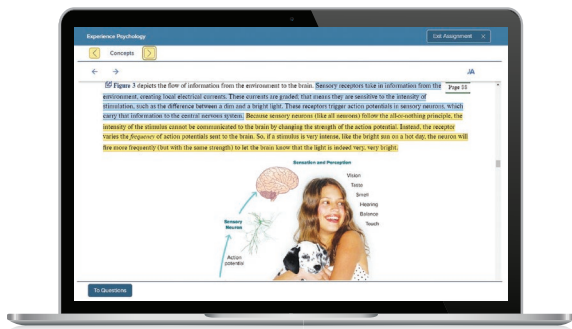 Experience Psychology
Exit Assignment X
Concepts
JA
Figure 3 depicts the flow of information from the environment to the brain. Sensory receptors take in information from the
Page 85
environment, creating local electrical currents. These currents are graded; that means they are sensitive to the intensity of
stimulation, such as the difference between a dim and a bright light. These receptors trigger action potentials in sensory neurons, which
carry that information to the central nervous system. Because sensory neurons (like all neurons) follow the all-or-nothing principle, the
intensity of the stimulus cannot be communicated to the brain by changing the strength of the action potential. Instead, the receptor
varies the frequency of action potentials sent to the brain. So, if a stimulus is very intense, like the bright sun on a hot day, the neuron will
fire more frequently (but with the same strength) to let the brain know that the light is indeed very, very bright.
Sensation and Perception
Vision
Taste
Smell
Hearing
Balance
Touch
Sensory
Neuron
Action
potential
To Questions